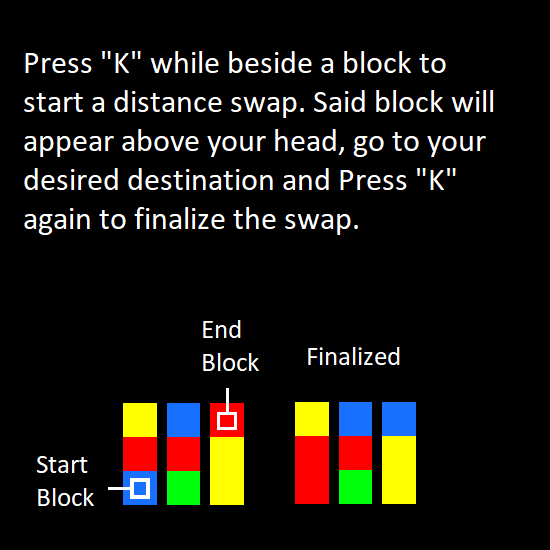 Press "K" while beside a block to
start a distance swap. Said block will
appear above your head, go to your
desired destination and Press "K"
again to finalize the swap.
End
Block
Finalized
Start
Block